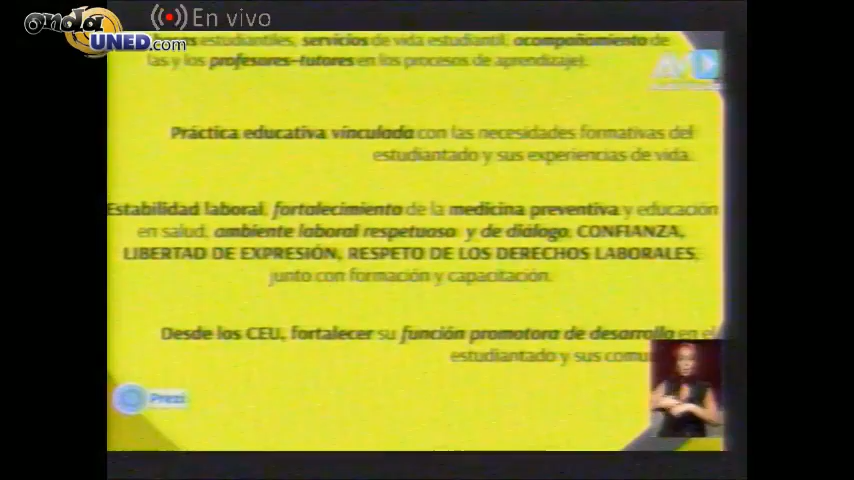 onda
UNED.com
En vivo
estudiantiles, servicios de vida estudiantil, acompañamiento de
las y los profesores-tutores en los procesos de aprendizaje).
Práctica educativa vinculada con las necesidades formativas del
estudiantado y sus experiencias de vida.
Estabilidad laboral, fortalecimiento de la medicina preventiva y educación
en salud, ambiente laboral respetuoso y de diálogo, CONFIANZA,
LIBERTAD DE EXPRESIÓN, RESPETO DE LOS DERECHOS LABORALES,
junto con formación y capacitación.
Desde los CEU, fortalecer su función promotora de desarrollo en el
estudiantado y sus
Prezi